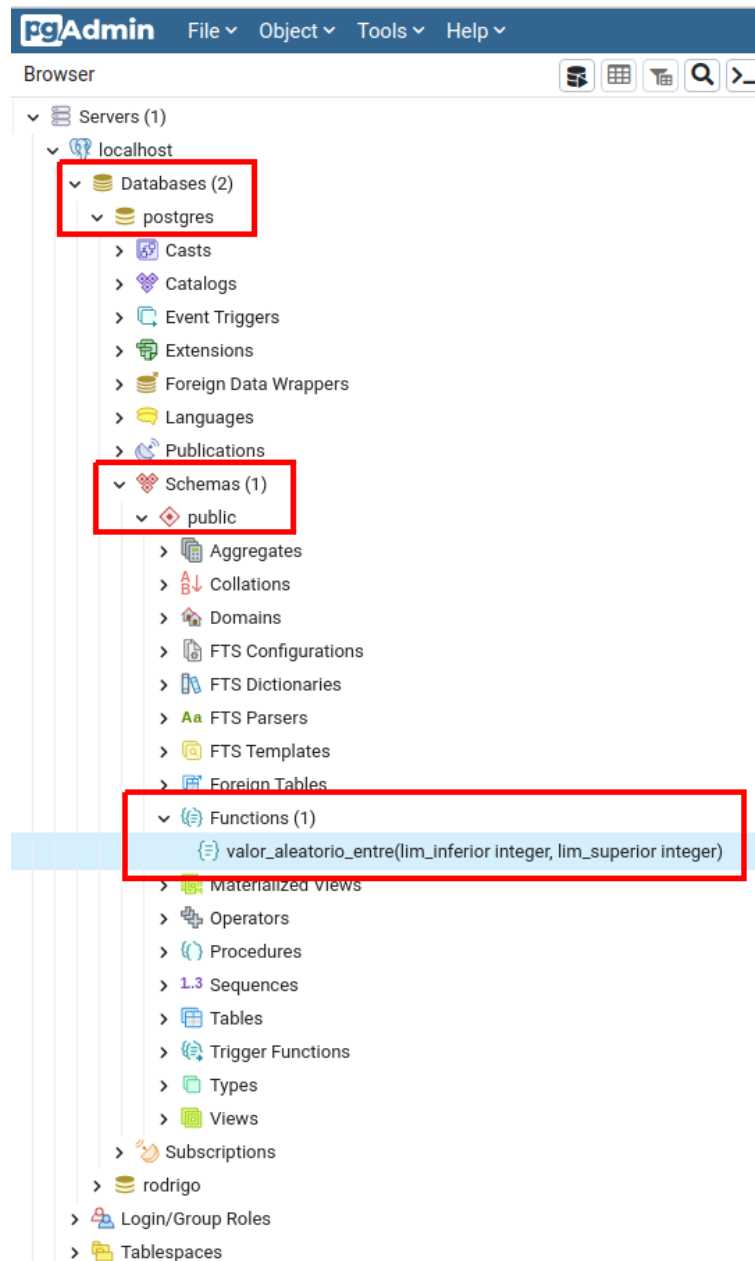 pgAdmin File Object Tools Help
Browser
Servers (1)
localhost
Databases (2)
postgres
Casts
Catalogs
Event Triggers
Extensions
Foreign Data Wrappers
Languages
Publications
Schemas (1)
public
Aggregates
Collations
Domains
FTS Configurations
FTS Dictionaries
Aa FTS Parsers
FTS Templates
Foreign Tables
Functions (1)
valor_aleatorio_entre(lim_inferior integer, lim_superior integer)
Materialized Views
Operators
Procedures
1..3 Sequences
Tables
Trigger Functions
Types
Views
Subscriptions
rodrigo
Login/Group Roles
Tablespaces